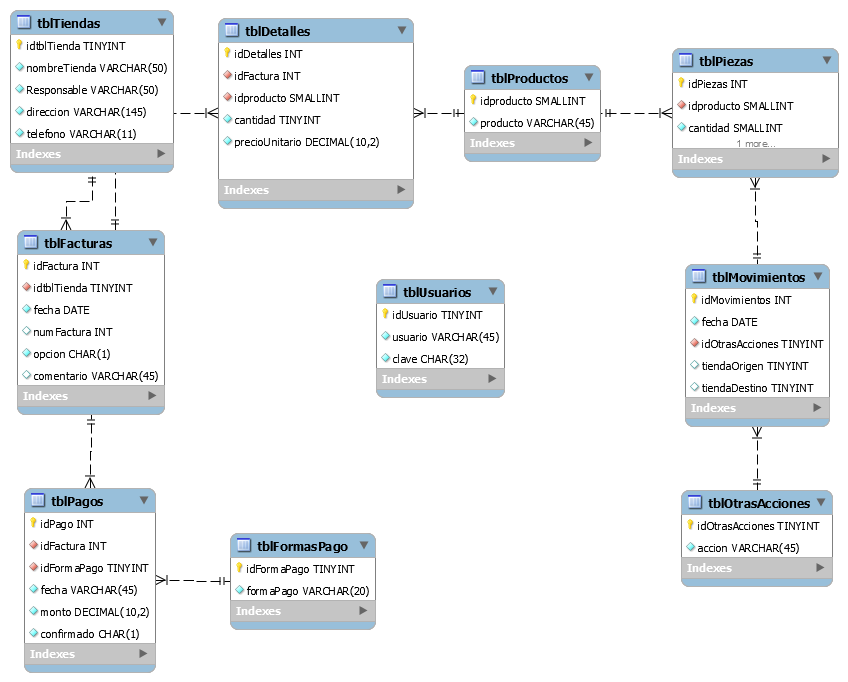 tblTiendas
idtblTienda TINYINT
nombreTienda VARCHAR(50)
Responsable VARCHAR(50)
direccion VARCHAR(145)
telefono VARCHAR(11)
Indexes
tblDetalles
idDetalles INT
idFactura INT
idproducto SMALLINT
cantidad TINYINT
precioUnitario DECIMAL(10,2)
Indexes
tblProductos
idproducto SMALLINT
producto VARCHAR(45)
Indexes
tblPiezas
idPiezas INT
idproducto SMALLINT
cantidad SMALLINT
1 more...
Indexes
tblFacturas
idFactura INT
idtblTienda TINYINT
fecha DATE
numFactura INT
opcion CHAR(1)
comentario VARCHAR(45)
Indexes
tblUsuarios
idUsuario TINYINT
usuario VARCHAR(45)
clave CHAR(32)
Indexes
tblMovimientos
idMovimientos INT
fecha DATE
idOtrasAcciones TINYINT
tiendaOrigen TINYINT
tiendaDestino TINYINT
Indexes
tblPagos
idPago INT
idFactura INT
idFormaPago TINYINT
fecha VARCHAR(45)
monto DECIMAL(10,2)
confirmado CHAR(1)
Indexes
tblFormasPago
idFormaPago TINYINT
formaPago VARCHAR(20)
Indexes
tblOtrasAcciones
idOtrasAcciones TINYINT
accion VARCHAR(45)
Indexes